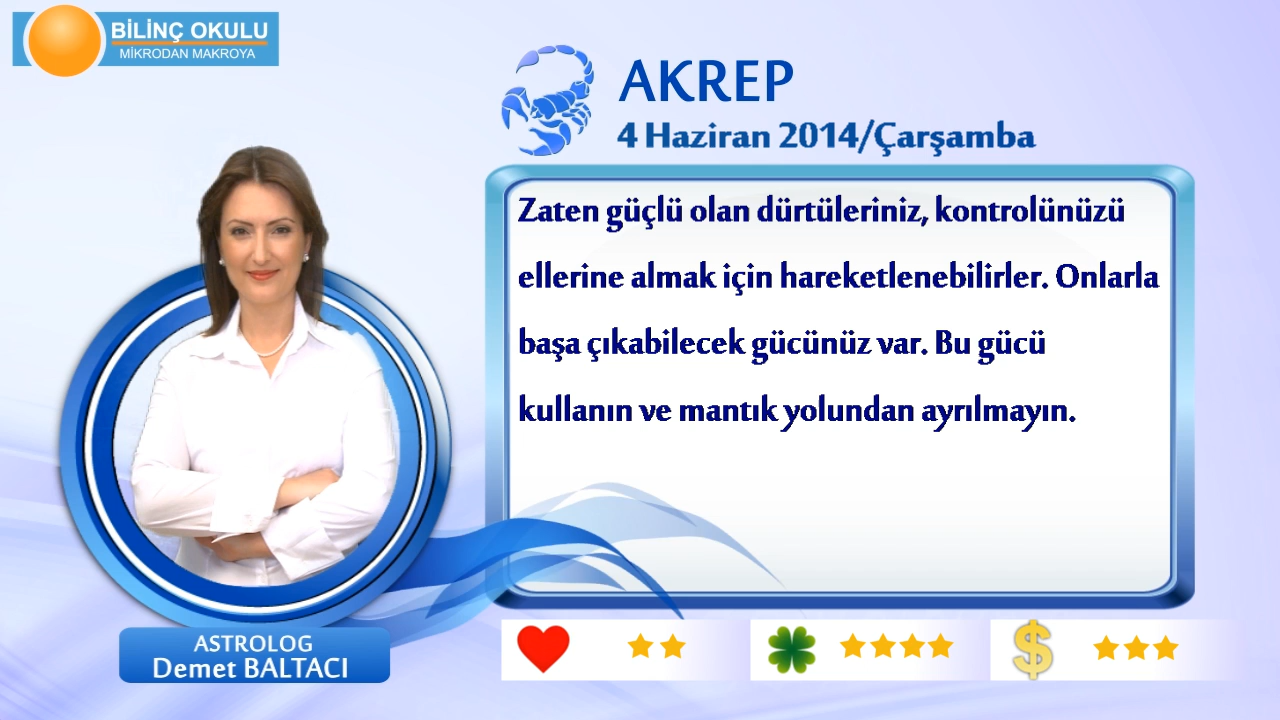 BİLİNÇ OKULU
MİKRODAN MAKROYA
AKREP
4 Haziran 2014/Çarşamba
Zaten güçlü olan dürtüleriniz, kontrolünüzü
ellerine almak için hareketlenebilirler. Onlarla
başa çıkabilecek gücünüz var. Bu gücü
kullanın ve mantık yolundan ayrılmayın.
ASTROLOG
Demet BALTACI